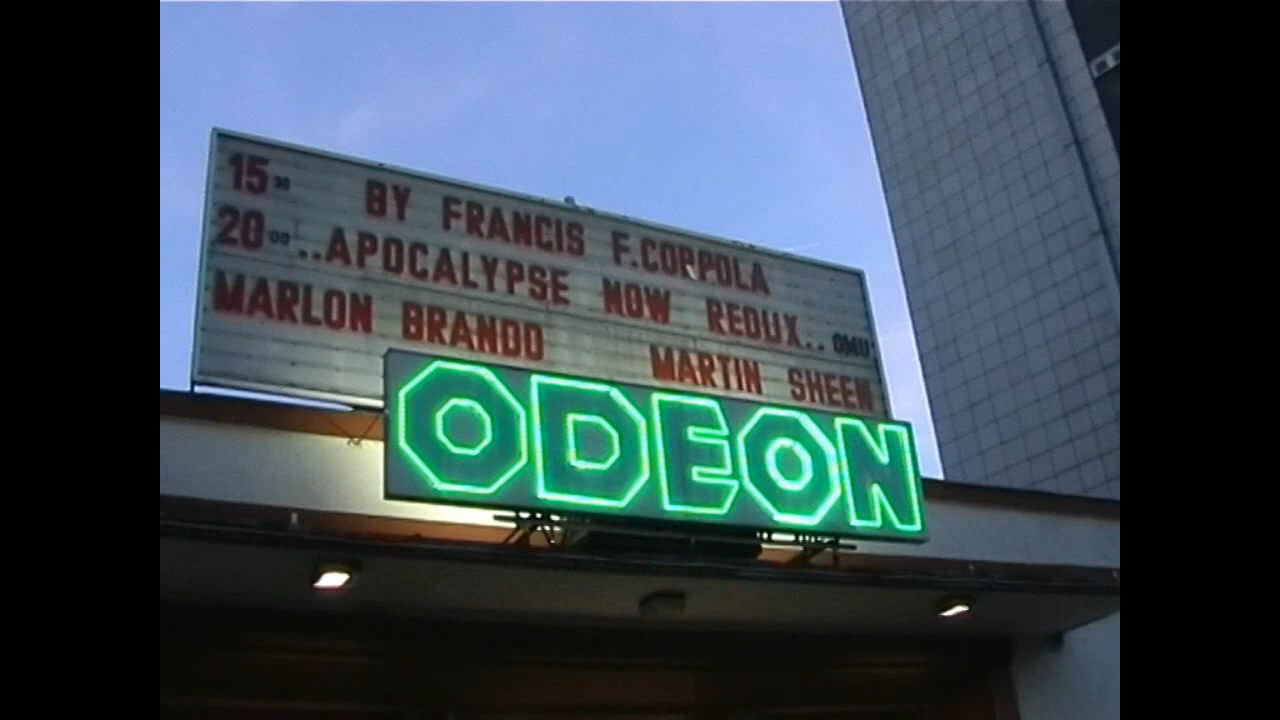 15 30 BY FRANCIS F.CORPOLA
20 00 ..APOCALYPSE NOW REDUX.. OMU
MARLON BRANDO MARTIN SHEEN
ODEON